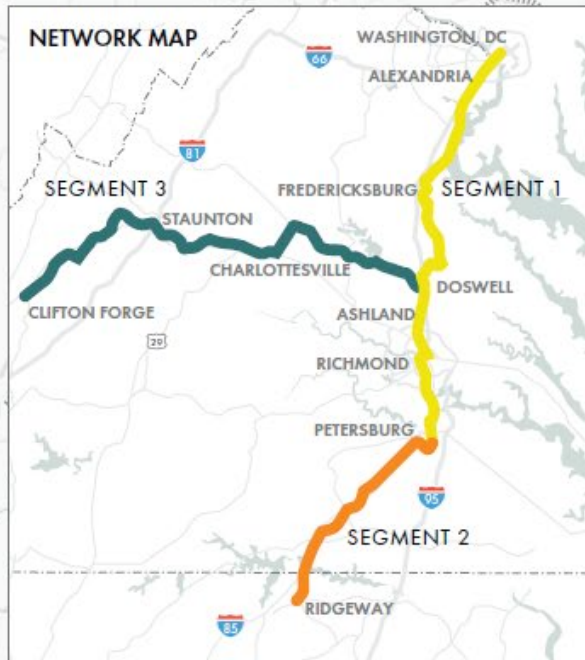 NETWORK MAP
WASHINGTON, DC
66
ALEXANDRIA
81
SEGMENT 3
FREDERICKSBURG
SEGMENT 1
STAUNTON
CHARLOTTESVILLE
DOSWELL
CLIFTON FORGE
ASHLAND
29
RICHMOND
PETERSBURG
95
SEGMENT 2
RIDGEWAY
85